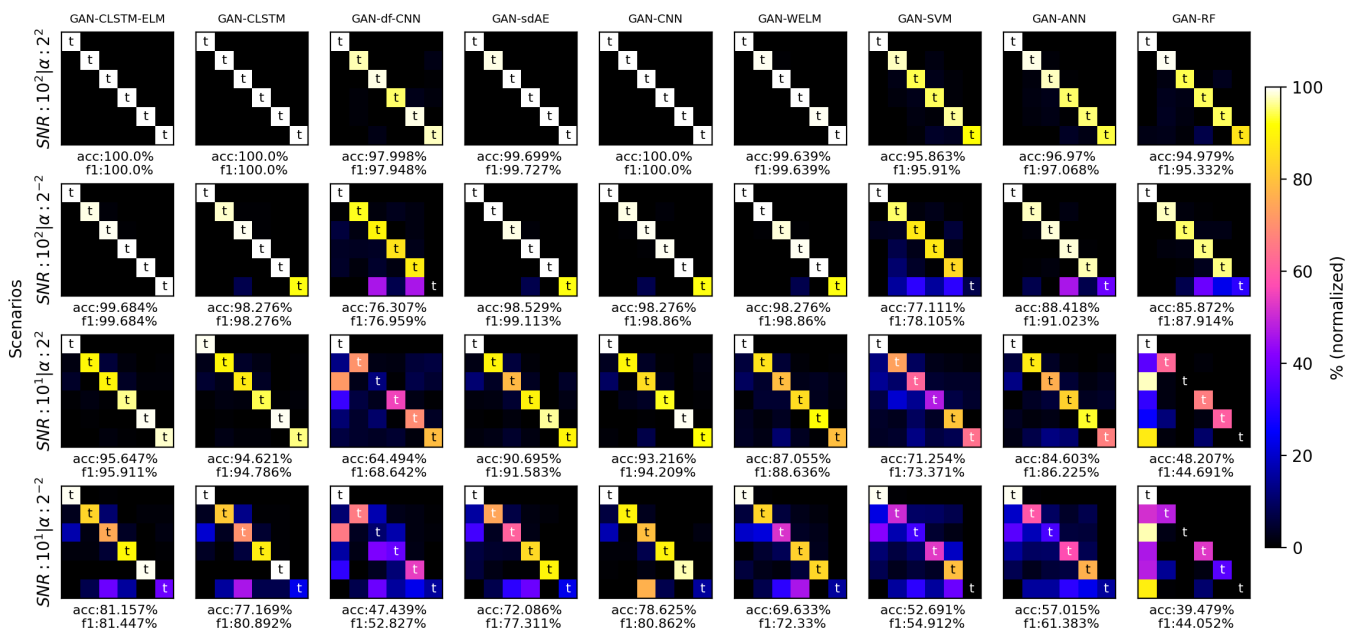 GAN-CLSTM-ELM GAN-CLSTM GAN-df-CNN GAN-sdAE GAN-CNN GAN-WELM GAN-SVM GAN-ANN GAN-RF
Scenarios
SNR : 10² | α : 2²
t t t t t t t t t
t t t t t t t t t
t t t t t t t t t
t t t t t t t t t
t t t t t t t t t
t t t t t t t t t
acc:100.0% acc:100.0% acc:97.998% acc:99.699% acc:100.0% acc:99.639% acc:95.863% acc:96.97% acc:94.979%
f1:100.0% f1:100.0% f1:97.948% f1:99.727% f1:100.0% f1:99.639% f1:95.91% f1:97.068% f1:95.332%
SNR : 10² | α : 2⁻²
t t t t t t t t t
t t t t t t t t t
t t t t t t t t t
t t t t t t t t t
t t t t t t t t t
t t t t t t t t t
acc:99.684% acc:98.276% acc:76.307% acc:98.529% acc:98.276% acc:98.276% acc:77.111% acc:88.418% acc:85.872%
f1:99.684% f1:98.276% f1:76.959% f1:99.113% f1:98.86% f1:98.86% f1:78.105% f1:91.023% f1:87.914%
SNR : 10¹ | α : 2²
t t t t t t t t t
t t t t t t t t t
t t t t t t t t t
t t t t t t t t t
t t t t t t t t t
t t t t t t t t t
acc:95.647% acc:94.621% acc:64.494% acc:90.695% acc:93.216% acc:87.055% acc:71.254% acc:84.603% acc:48.207%
f1:95.911% f1:94.786% f1:68.642% f1:91.583% f1:94.209% f1:88.636% f1:73.371% f1:86.225% f1:44.691%
SNR : 10¹ | α : 2⁻²
t t t t t t t t t
t t t t t t t t t
t t t t t t t t t
t t t t t t t t t
t t t t t t t t t
t t t t t t t t t
acc:81.157% acc:77.169% acc:47.439% acc:72.086% acc:78.625% acc:69.633% acc:52.691% acc:57.015% acc:39.479%
f1:81.447% f1:80.892% f1:52.827% f1:77.311% f1:80.862% f1:72.33% f1:54.912% f1:61.383% f1:44.052%
100
80
60
40
20
0
% (normalized)